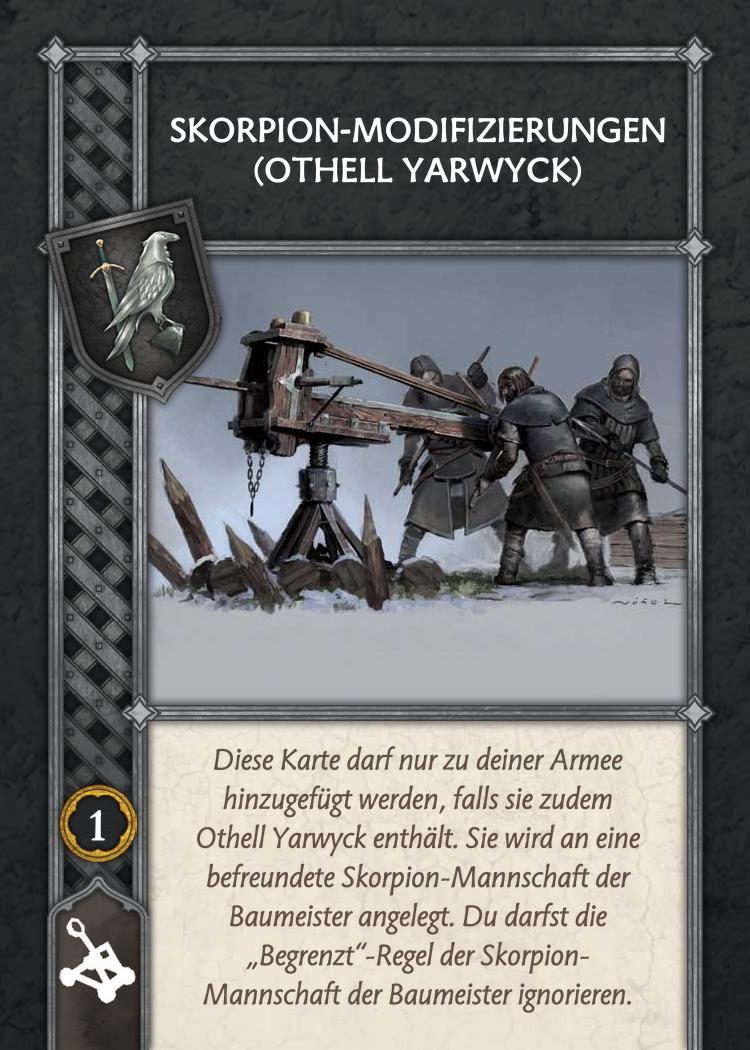 SKORPION-MODIFIZIERUNGEN
(OTHELL YARWYCK)
1
Diese Karte darf nur zu deiner Armee
hinzugefügt werden, falls sie zudem
Othell Yarwyck enthält. Sie wird an eine
befreundete Skorpion-Mannschaft der
Baumeister angelegt. Du darfst die
„Begrenzt“-Regel der Skorpion-
Mannschaft der Baumeister ignorieren.